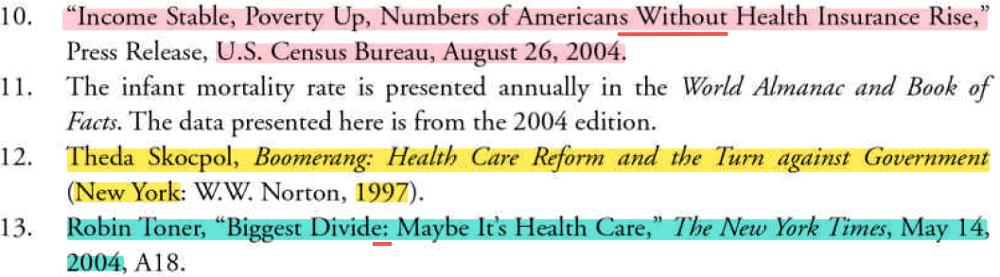 10. “Income Stable, Poverty Up, Numbers of Americans Without Health Insurance Rise,”
Press Release, U.S. Census Bureau, August 26, 2004.
11. The infant mortality rate is presented annually in the World Almanac and Book of
Facts. The data presented here is from the 2004 edition.
12. Theda Skocpol, Boomerang: Health Care Reform and the Turn against Government
(New York: W.W. Norton, 1997).
13. Robin Toner, “Biggest Divide: Maybe It’s Health Care,” The New York Times, May 14,
2004, A18.